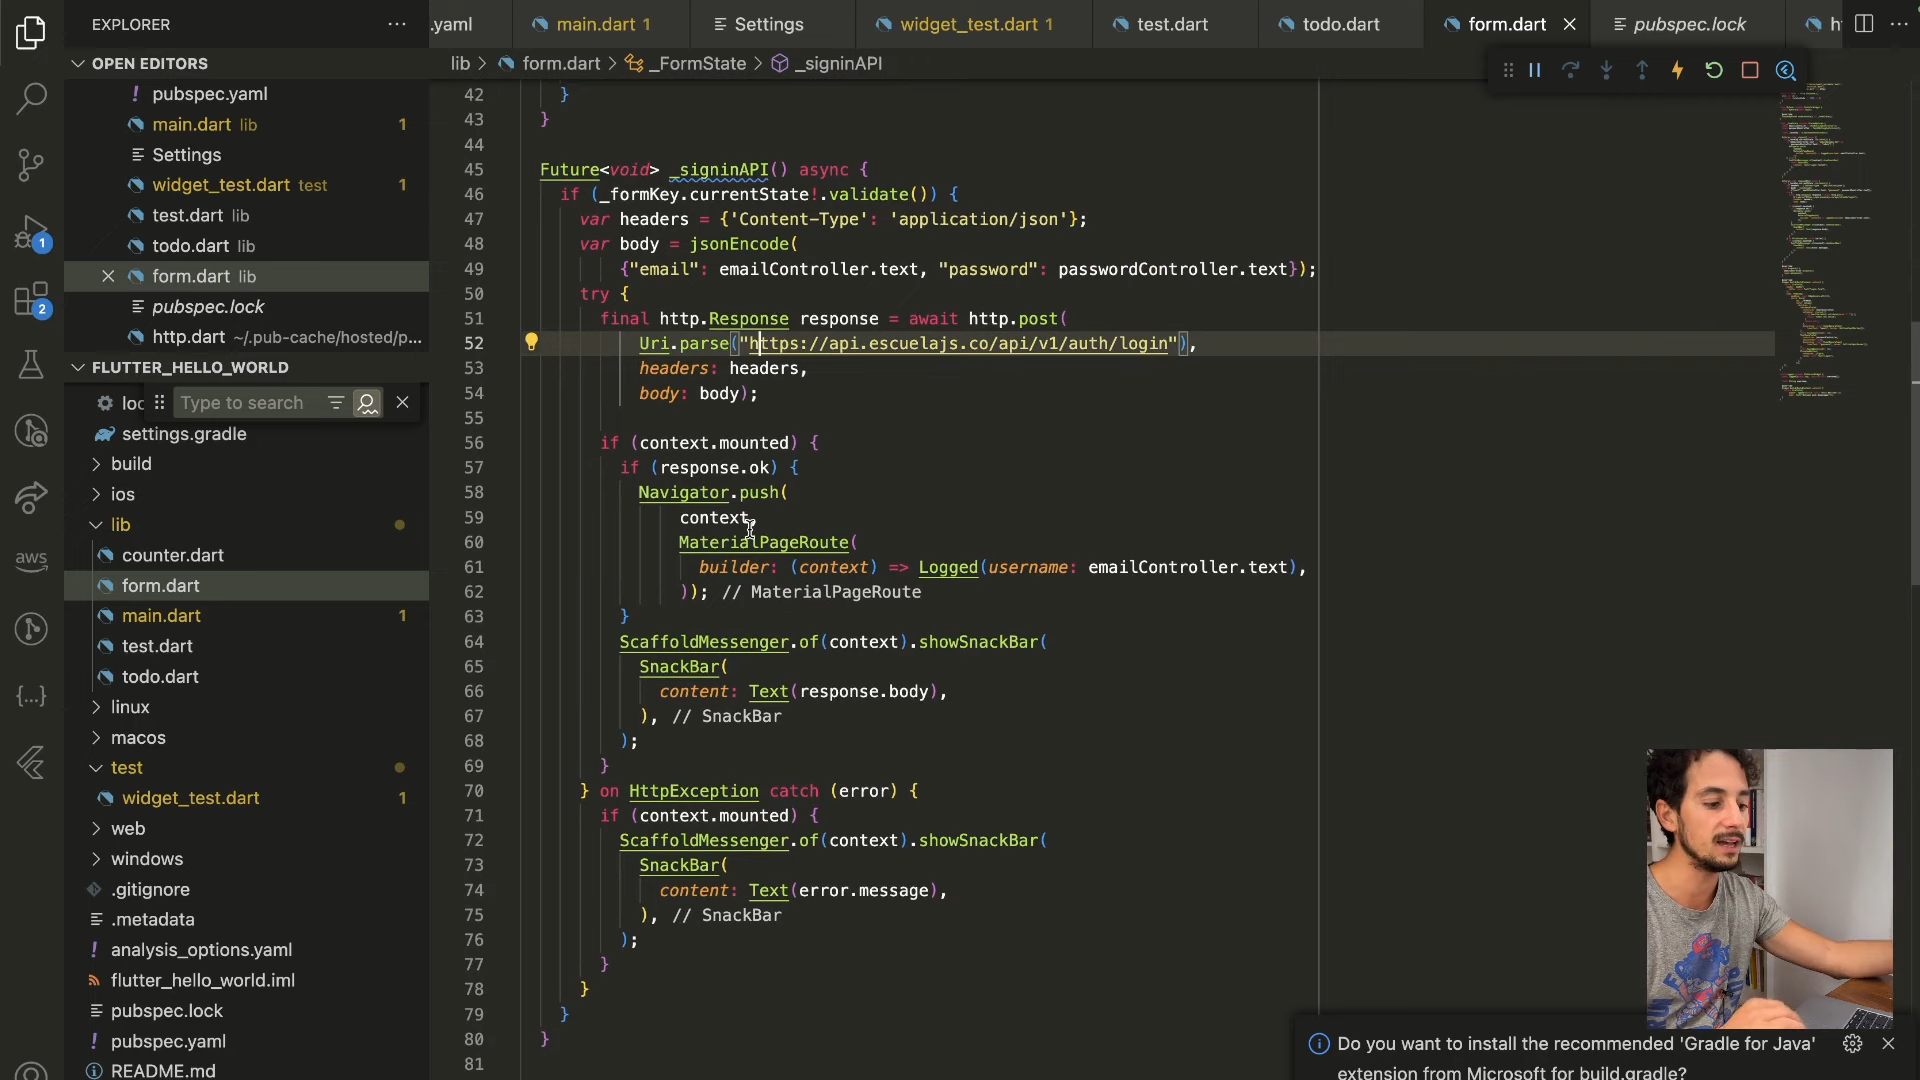 EXPLORER
OPEN EDITORS
! pubspec.yaml
main.dart lib 1
Settings
widget_test.dart test 1
test.dart lib
todo.dart lib
form.dart lib
pubspec.lock
http.dart ~/.pub-cache/hosted/p...
FLUTTER_HELLO_WORLD
loc
Type to search
settings.gradle
build
ios
lib
counter.dart
form.dart
main.dart 1
test.dart
todo.dart
linux
macos
test
widget_test.dart 1
web
windows
.gitignore
.metadata
! analysis_options.yaml
flutter_hello_world.iml
pubspec.lock
! pubspec.yaml
README.md
1
2
aws
.yaml
main.dart 1
Settings
widget_test.dart 1
test.dart
todo.dart
form.dart
pubspec.lock
ht
lib > form.dart > _FormState > _signinAPI
42 }
43 }
44
45 Future<void> _signinAPI() async {
46 if (_formKey.currentState!.validate()) {
47 var headers = {'Content-Type': 'application/json'};
48 var body = jsonEncode(
49 {"email": emailController.text, "password": passwordController.text});
50 try {
51 final http.Response response = await http.post(
52 Uri.parse("https://api.escuelajs.co/api/v1/auth/login"),
53 headers: headers,
54 body: body);
55
56 if (context.mounted) {
57 if (response.ok) {
58 Navigator.push(
59 context,
60 MaterialPageRoute(
61 builder: (context) => Logged(username: emailController.text),
62 )); // MaterialPageRoute
63 }
64 ScaffoldMessenger.of(context).showSnackBar(
65 SnackBar(
66 content: Text(response.body),
67 ), // SnackBar
68 );
69 }
70 } on HttpException catch (error) {
71 if (context.mounted) {
72 ScaffoldMessenger.of(context).showSnackBar(
73 SnackBar(
74 content: Text(error.message),
75 ), // SnackBar
76 );
77 }
78 }
79 }
80 }
81
Do you want to install the recommended 'Gradle for Java'
extension from Microsoft for build.gradle?